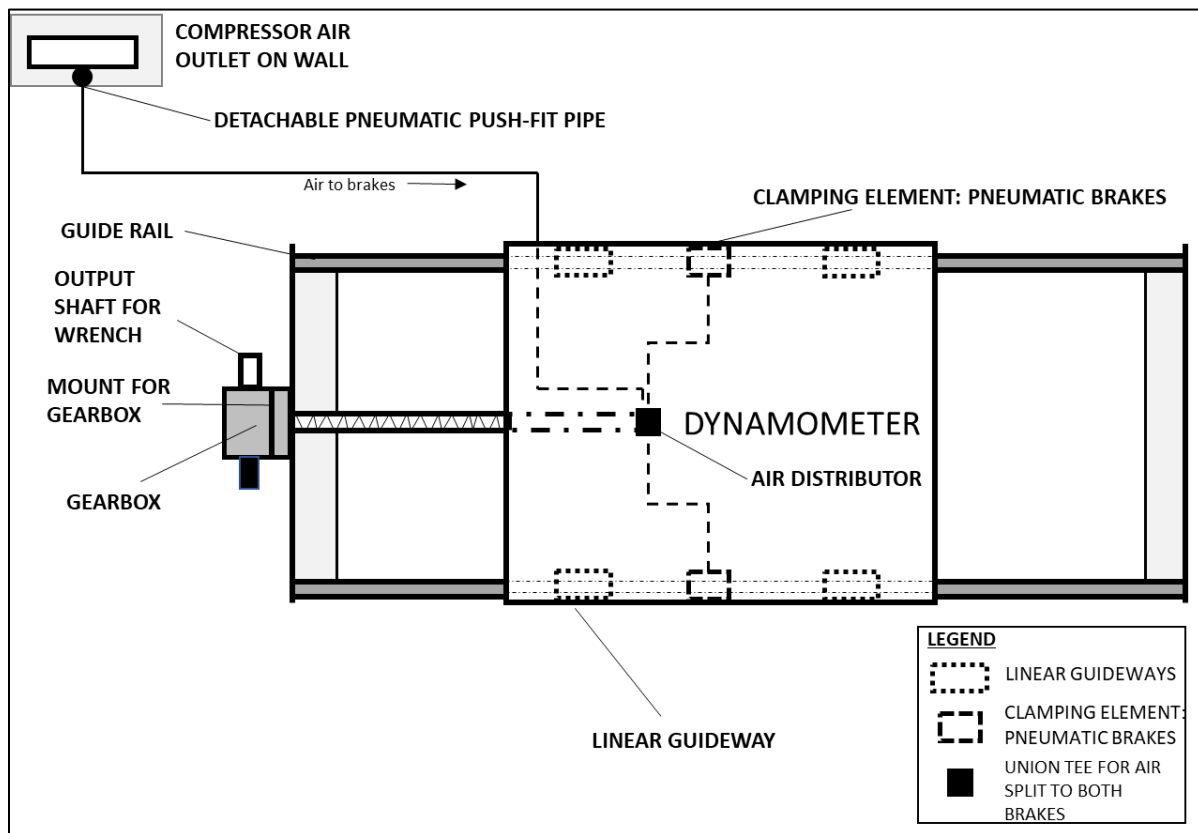 COMPRESSOR AIR
OUTLET ON WALL
DETACHABLE PNEUMATIC PUSH-FIT PIPE
Air to brakes
CLAMPING ELEMENT: PNEUMATIC BRAKES
GUIDE RAIL
OUTPUT
SHAFT FOR
WRENCH
MOUNT FOR
GEARBOX
DYNAMOMETER
AIR DISTRIBUTOR
GEARBOX
LINEAR GUIDEWAY
LEGEND
LINEAR GUIDEWAYS
CLAMPING ELEMENT:
PNEUMATIC BRAKES
UNION TEE FOR AIR
SPLIT TO BOTH
BRAKES